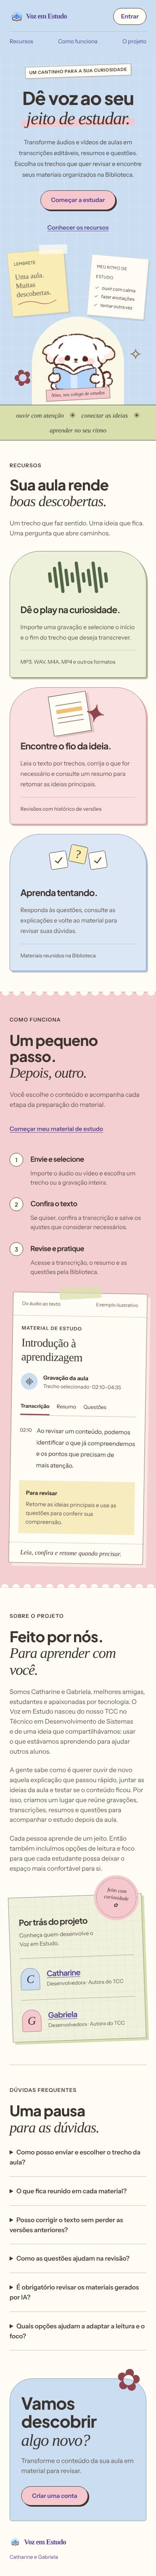 Voz em Estudo
Entrar
Recursos
Como funciona
O projeto
UM CANTINHO PARA A SUA CURIOSIDADE
Dê voz ao seu
jeito de estudar.
Transforme áudios e vídeos de aulas em
transcrições editáveis, resumos e questões.
Escolha os trechos que quer revisar e encontre
seus materiais organizados na Biblioteca.
Começar a estudar
Conhecer os recursos
LEMBRETE
Uma aula.
Muitas
descobertas.
MEU RITMO DE
ESTUDO
✓ ouvir com calma
✓ fazer anotações
✓ tentar outra vez
ouvir com atenção
conectar as ideias
aprender no seu ritmo
RECURSOS
Sua aula rende
boas descobertas.
Um trecho que faz sentido. Uma ideia que fica.
Uma pergunta que abre caminhos.
Dê o play na curiosidade.
Importe uma gravação e selecione o início
e o fim do trecho que deseja transcrever.
MP3, WAV, M4A, MP4 e outros formatos
Encontre o fio da ideia.
Leia o texto por trechos, corrija o que for
necessário e consulte um resumo para
retomar as ideias principais.
Revisões com histórico de versões
?
Aprenda tentando.
Responda às questões, consulte as
explicações e volte ao material para
revisar suas dúvidas.
Materiais reunidos na Biblioteca
COMO FUNCIONA
Um pequeno
passo.
Depois, outro.
Você escolhe o conteúdo e acompanha cada
etapa da preparação do material.
Começar meu material de estudo
1
Envie e selecione
Importe o áudio ou vídeo e escolha um
trecho ou a gravação inteira.
2
Confira o texto
Se quiser, confira a transcrição e salve os
ajustes que considerar necessários.
3
Revise e pratique
Acesse a transcrição, o resumo e as
questões pela Biblioteca.
Do áudio ao texto
Exemplo ilustrativo
MATERIAL DE ESTUDO
Introdução à
aprendizagem
Gravação da aula
Trecho selecionado · 02:10–04:35
Transcrição
Resumo
Questões
02:10
Ao revisar um conteúdo, podemos
identificar o que já compreendemos
e os pontos que precisam de
mais atenção.
Para revisar
Retome as ideias principais e use as
questões para conferir sua
compreensão.
Leia, confira e retome quando precisar.
SOBRE O PROJETO
Feito por nós.
Para aprender com
você.
Somos Catharine e Gabriela, melhores amigas,
estudantes e apaixonadas por tecnologia. O
Voz em Estudo nasceu do nosso TCC no
Técnico em Desenvolvimento de Sistemas
e de uma ideia que compartilhávamos: usar
o que estávamos aprendendo para ajudar
outros alunos.
A gente sabe como é querer ouvir de novo
aquela explicação que passou rápido, juntar as
ideias da aula e testar se o conteúdo ficou. Por
isso, criamos um lugar que reúne gravações,
transcrições, resumos e questões para
acompanhar o estudo depois da aula.
Cada pessoa aprende de um jeito. Então
também incluímos opções de leitura e foco
para que cada estudante possa deixar o
espaço mais confortável para si.
feito com
curiosidade
Por trás do projeto
Conheça quem desenvolve o
Voz em Estudo.
C
Catharine
Desenvolvedora · Autora do TCC
G
Gabriela
Desenvolvedora · Autora do TCC
DÚVIDAS FREQUENTES
Uma pausa
para as dúvidas.
Como posso enviar e escolher o trecho da
aula?
O que fica reunido em cada material?
Posso corrigir o texto sem perder as
versões anteriores?
Como as questões ajudam na revisão?
É obrigatório revisar os materiais gerados
por IA?
Quais opções ajudam a adaptar a leitura e o
foco?
Vamos
descobrir
algo novo?
Transforme o conteúdo da sua aula em
material para revisar.
Criar uma conta
Voz em Estudo
Catharine e Gabriela